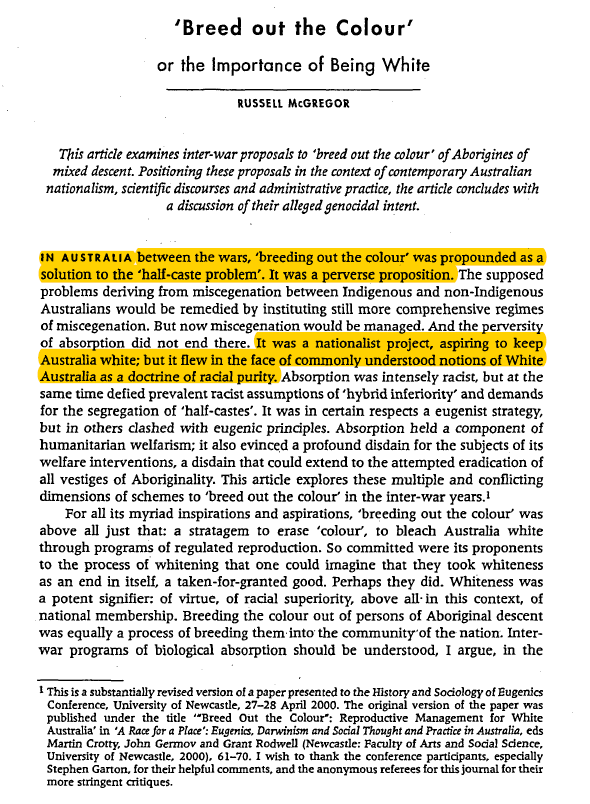 'Breed out the Colour'
or the Importance of Being White
RUSSELL McGREGOR
This article examines inter-war proposals to 'breed out the colour' of Aborigines of
mixed descent. Positioning these proposals in the context of contemporary Australian
nationalism, scientific discourses and administrative practice, the article concludes with
a discussion of their alleged genocidal intent.
IN AUSTRALIA between the wars, 'breeding out the colour' was propounded as a
solution to the 'half-caste problem'. It was a perverse proposition. The supposed
problems deriving from miscegenation between Indigenous and non-Indigenous
Australians would be remedied by instituting still more comprehensive regimes
of miscegenation. But now miscegenation would be managed. And the perversity
of absorption did not end there. It was a nationalist project, aspiring to keep
Australia white; but it flew in the face of commonly understood notions of White
Australia as a doctrine of racial purity. Absorption was intensely racist, but at the
same time defied prevalent racist assumptions of 'hybrid inferiority' and demands
for the segregation of 'half-castes'. It was in certain respects a eugenist strategy,
but in others clashed with eugenic principles. Absorption held a component of
humanitarian welfarism; it also evinced a profound disdain for the subjects of its
welfare interventions, a disdain that could extend to the attempted eradication of
all vestiges of Aboriginality. This article explores these multiple and conflicting
dimensions of schemes to 'breed out the colour' in the inter-war years.1
For all its myriad inspirations and aspirations, 'breeding out the colour' was
above all just that: a stratagem to erase 'colour', to bleach Australia white
through programs of regulated reproduction. So committed were its proponents
to the process of whitening that one could imagine that they took whiteness
as an end in itself, a taken-for-granted good. Perhaps they did. Whiteness was
a potent signifier: of virtue, of racial superiority, above all in this context, of
national membership. Breeding the colour out of persons of Aboriginal descent
was equally a process of breeding them into the community of the nation. Inter-
war programs of biological absorption should be understood, I argue, in the
1 This is a substantially revised version of a paper presented to the History and Sociology of Eugenics
Conference, University of Newcastle, 27–28 April 2000. The original version of the paper was
published under the title '"Breed Out the Colour": Reproductive Management for White
Australia' in 'A Race for a Place': Eugenics, Darwinism and Social Thought and Practice in Australia, eds
Martin Crotty, John Germov and Grant Rodwell (Newcastle: Faculty of Arts and Social Science,
University of Newcastle, 2000), 61–70. I wish to thank the conference participants, especially
Stephen Garton, for their helpful comments, and the anonymous referees for this journal for their
more stringent critiques.